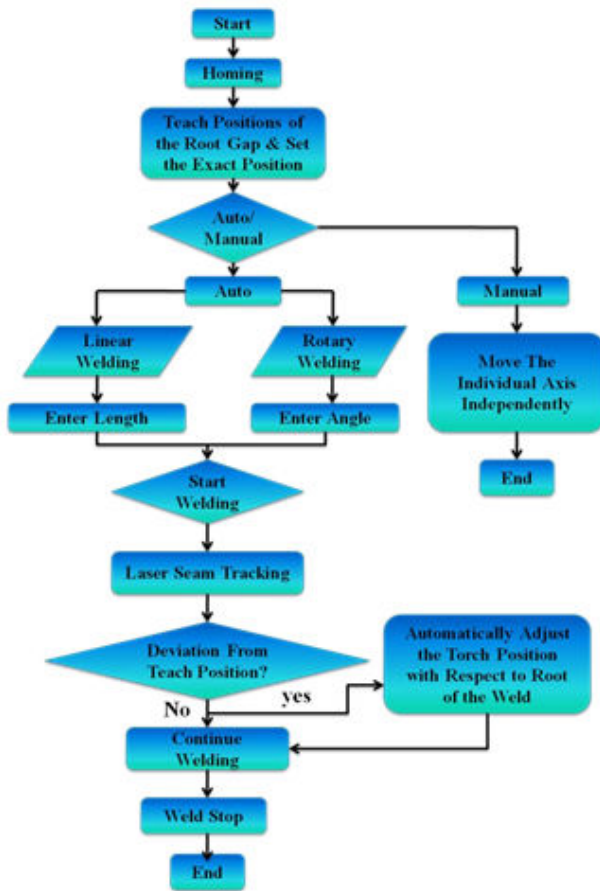 Start
Homing
Teach Positions of
the Root Gap & Set
the Exact Position
Auto/
Manual
Auto
Manual
Linear
Welding
Rotary
Welding
Move The
Individual Axis
Independently
Enter Length
Enter Angle
End
Start
Welding
Laser Seam Tracking
Deviation From
Teach Position?
Automatically Adjust
the Torch Position
with Respect to Root
of the Weld
yes
No
Continue
Welding
Weld Stop
End